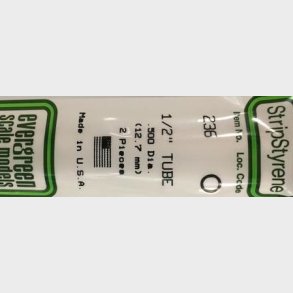 StripStyrene
Item No. Loc. Code
236
1/2" TUBE
.500 Dia.
(12.7 mm)
2 Pieces
Made in U.S.A.
evergreen
scale models